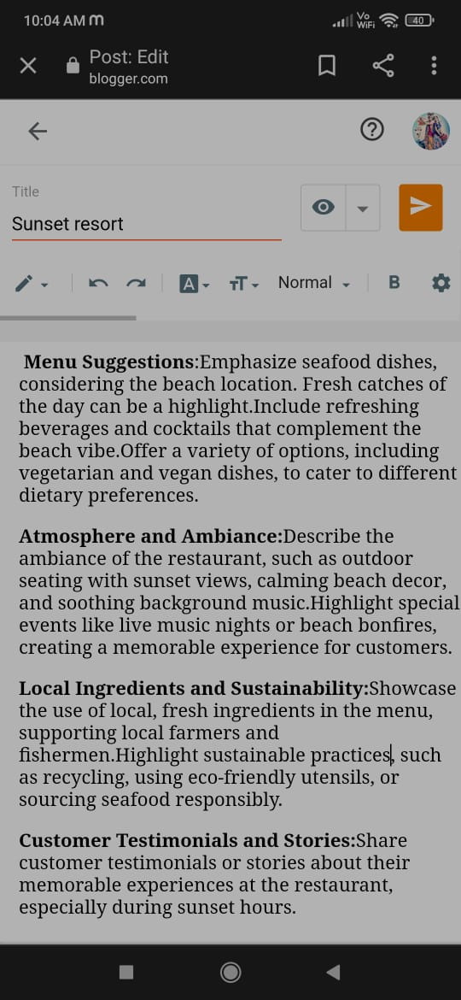 10:04 AM
Vo
WiFi
40
Post: Edit
blogger.com
Title
Sunset resort
A
TT
Normal
B
Menu Suggestions:Emphasize seafood dishes,
considering the beach location. Fresh catches of
the day can be a highlight.Include refreshing
beverages and cocktails that complement the
beach vibe.Offer a variety of options, including
vegetarian and vegan dishes, to cater to different
dietary preferences.
Atmosphere and Ambiance:Describe the
ambiance of the restaurant, such as outdoor
seating with sunset views, calming beach decor,
and soothing background music.Highlight special
events like live music nights or beach bonfires,
creating a memorable experience for customers.
Local Ingredients and Sustainability:Showcase
the use of local, fresh ingredients in the menu,
supporting local farmers and
fishermen.Highlight sustainable practices, such
as recycling, using eco-friendly utensils, or
sourcing seafood responsibly.
Customer Testimonials and Stories:Share
customer testimonials or stories about their
memorable experiences at the restaurant,
especially during sunset hours.